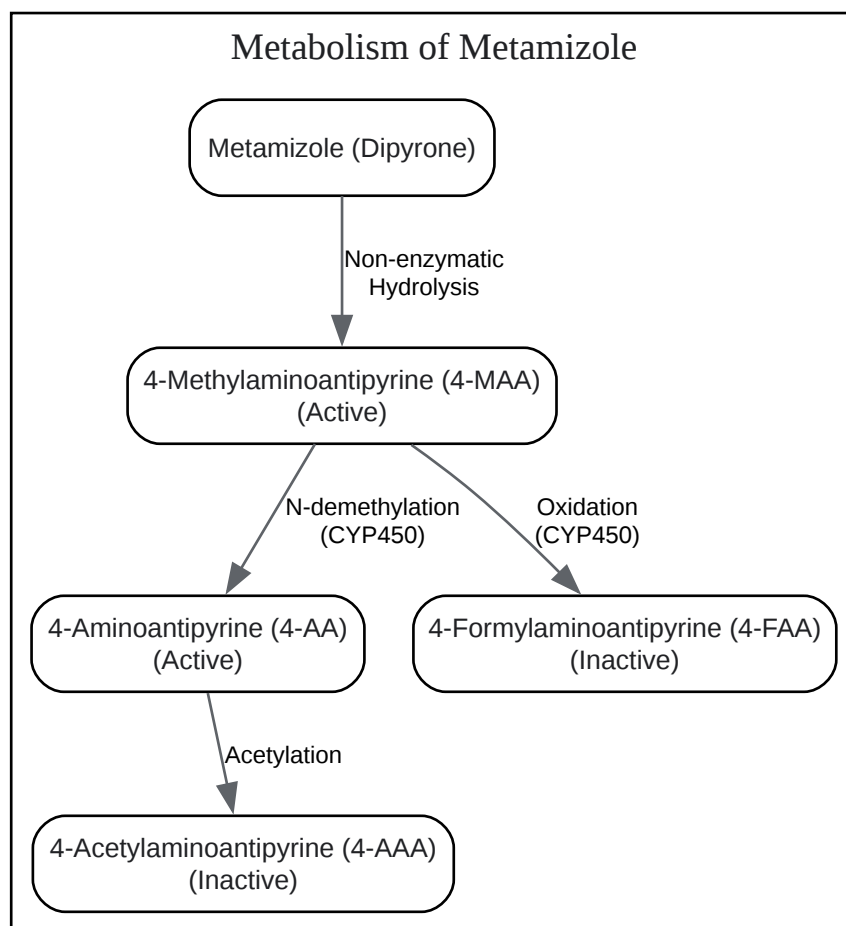 Metabolism of Metamizole
Metamizole (Dipyrone)
Non-enzymatic
Hydrolysis
4-Methylaminoantipyrine (4-MAA)
(Active)
N-demethylation
(CYP450)
Oxidation
(CYP450)
4-Aminoantipyrine (4-AA)
(Active)
4-Formylaminoantipyrine (4-FAA)
(Inactive)
Acetylation
4-Acetylaminoantipyrine (4-AAA)
(Inactive)